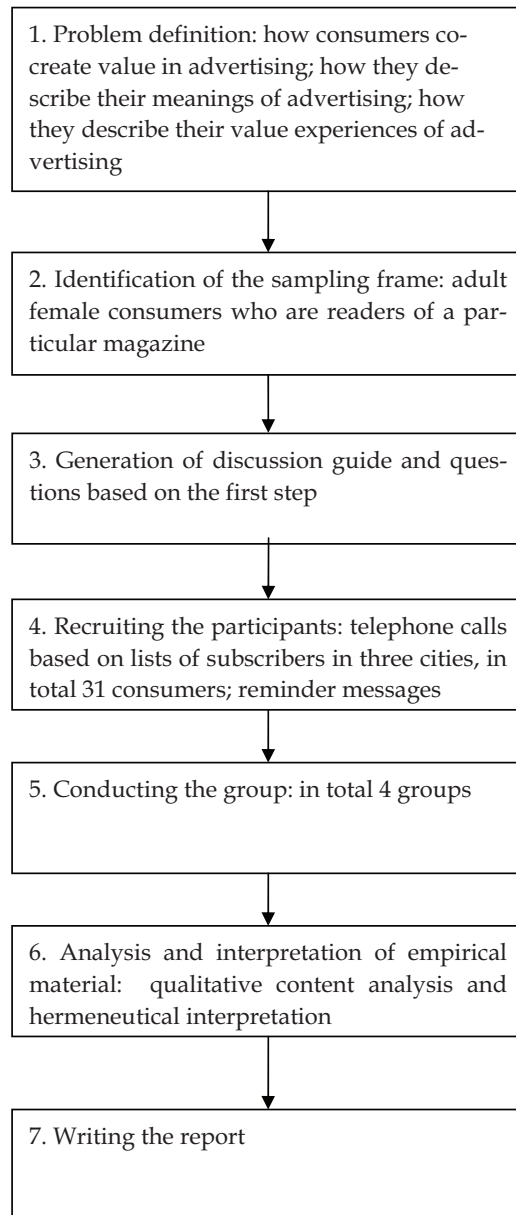 1. Problem definition: how consumers co-
create value in advertising; how they de-
scribe their meanings of advertising; how
they describe their value experiences of ad-
vertising
2. Identification of the sampling frame: adult
female consumers who are readers of a par-
ticular magazine
3. Generation of discussion guide and ques-
tions based on the first step
4. Recruiting the participants: telephone calls
based on lists of subscribers in three cities, in
total 31 consumers; reminder messages
5. Conducting the group: in total 4 groups
6. Analysis and interpretation of empirical
material: qualitative content analysis and
hermeneutical interpretation
7. Writing the report